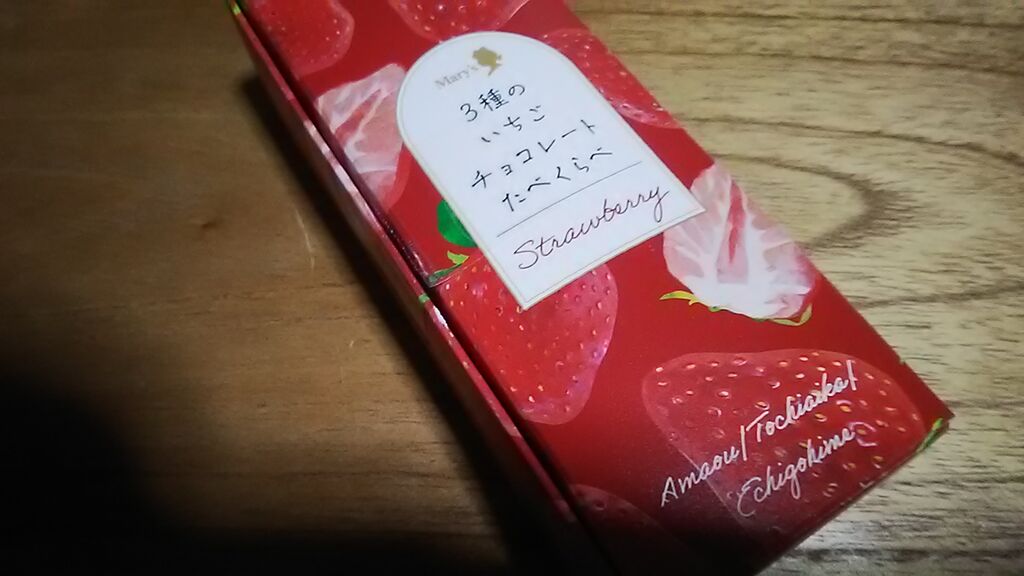 Mary's
3種の
いちご
チョコレート
たべくらべ
Strawberry
Amaou/Tochiaika/
Echigohime